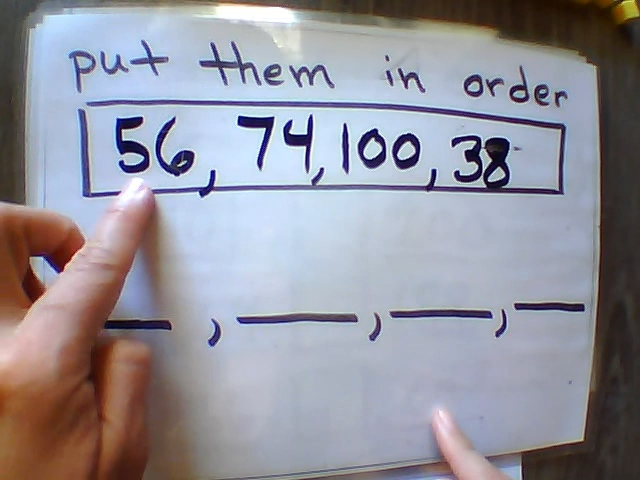 put them in order
56, 74, 100, 38
___, ___, ___, ___